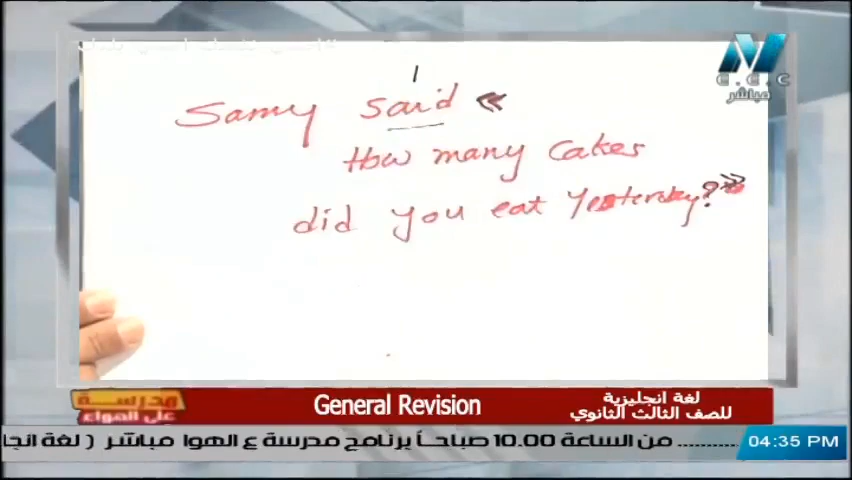 Samy said «
How many cakes
did you eat Yesterday?»
E.E.C
مباشر
مدرسة
على الهواء
General Revision
لغة انجليزية
للصف الثالث الثانوي
من الساعة 10.00 صباحاً برنامج مدرسة ع الهوا مباشر ( لغة انجا
04:35 PM